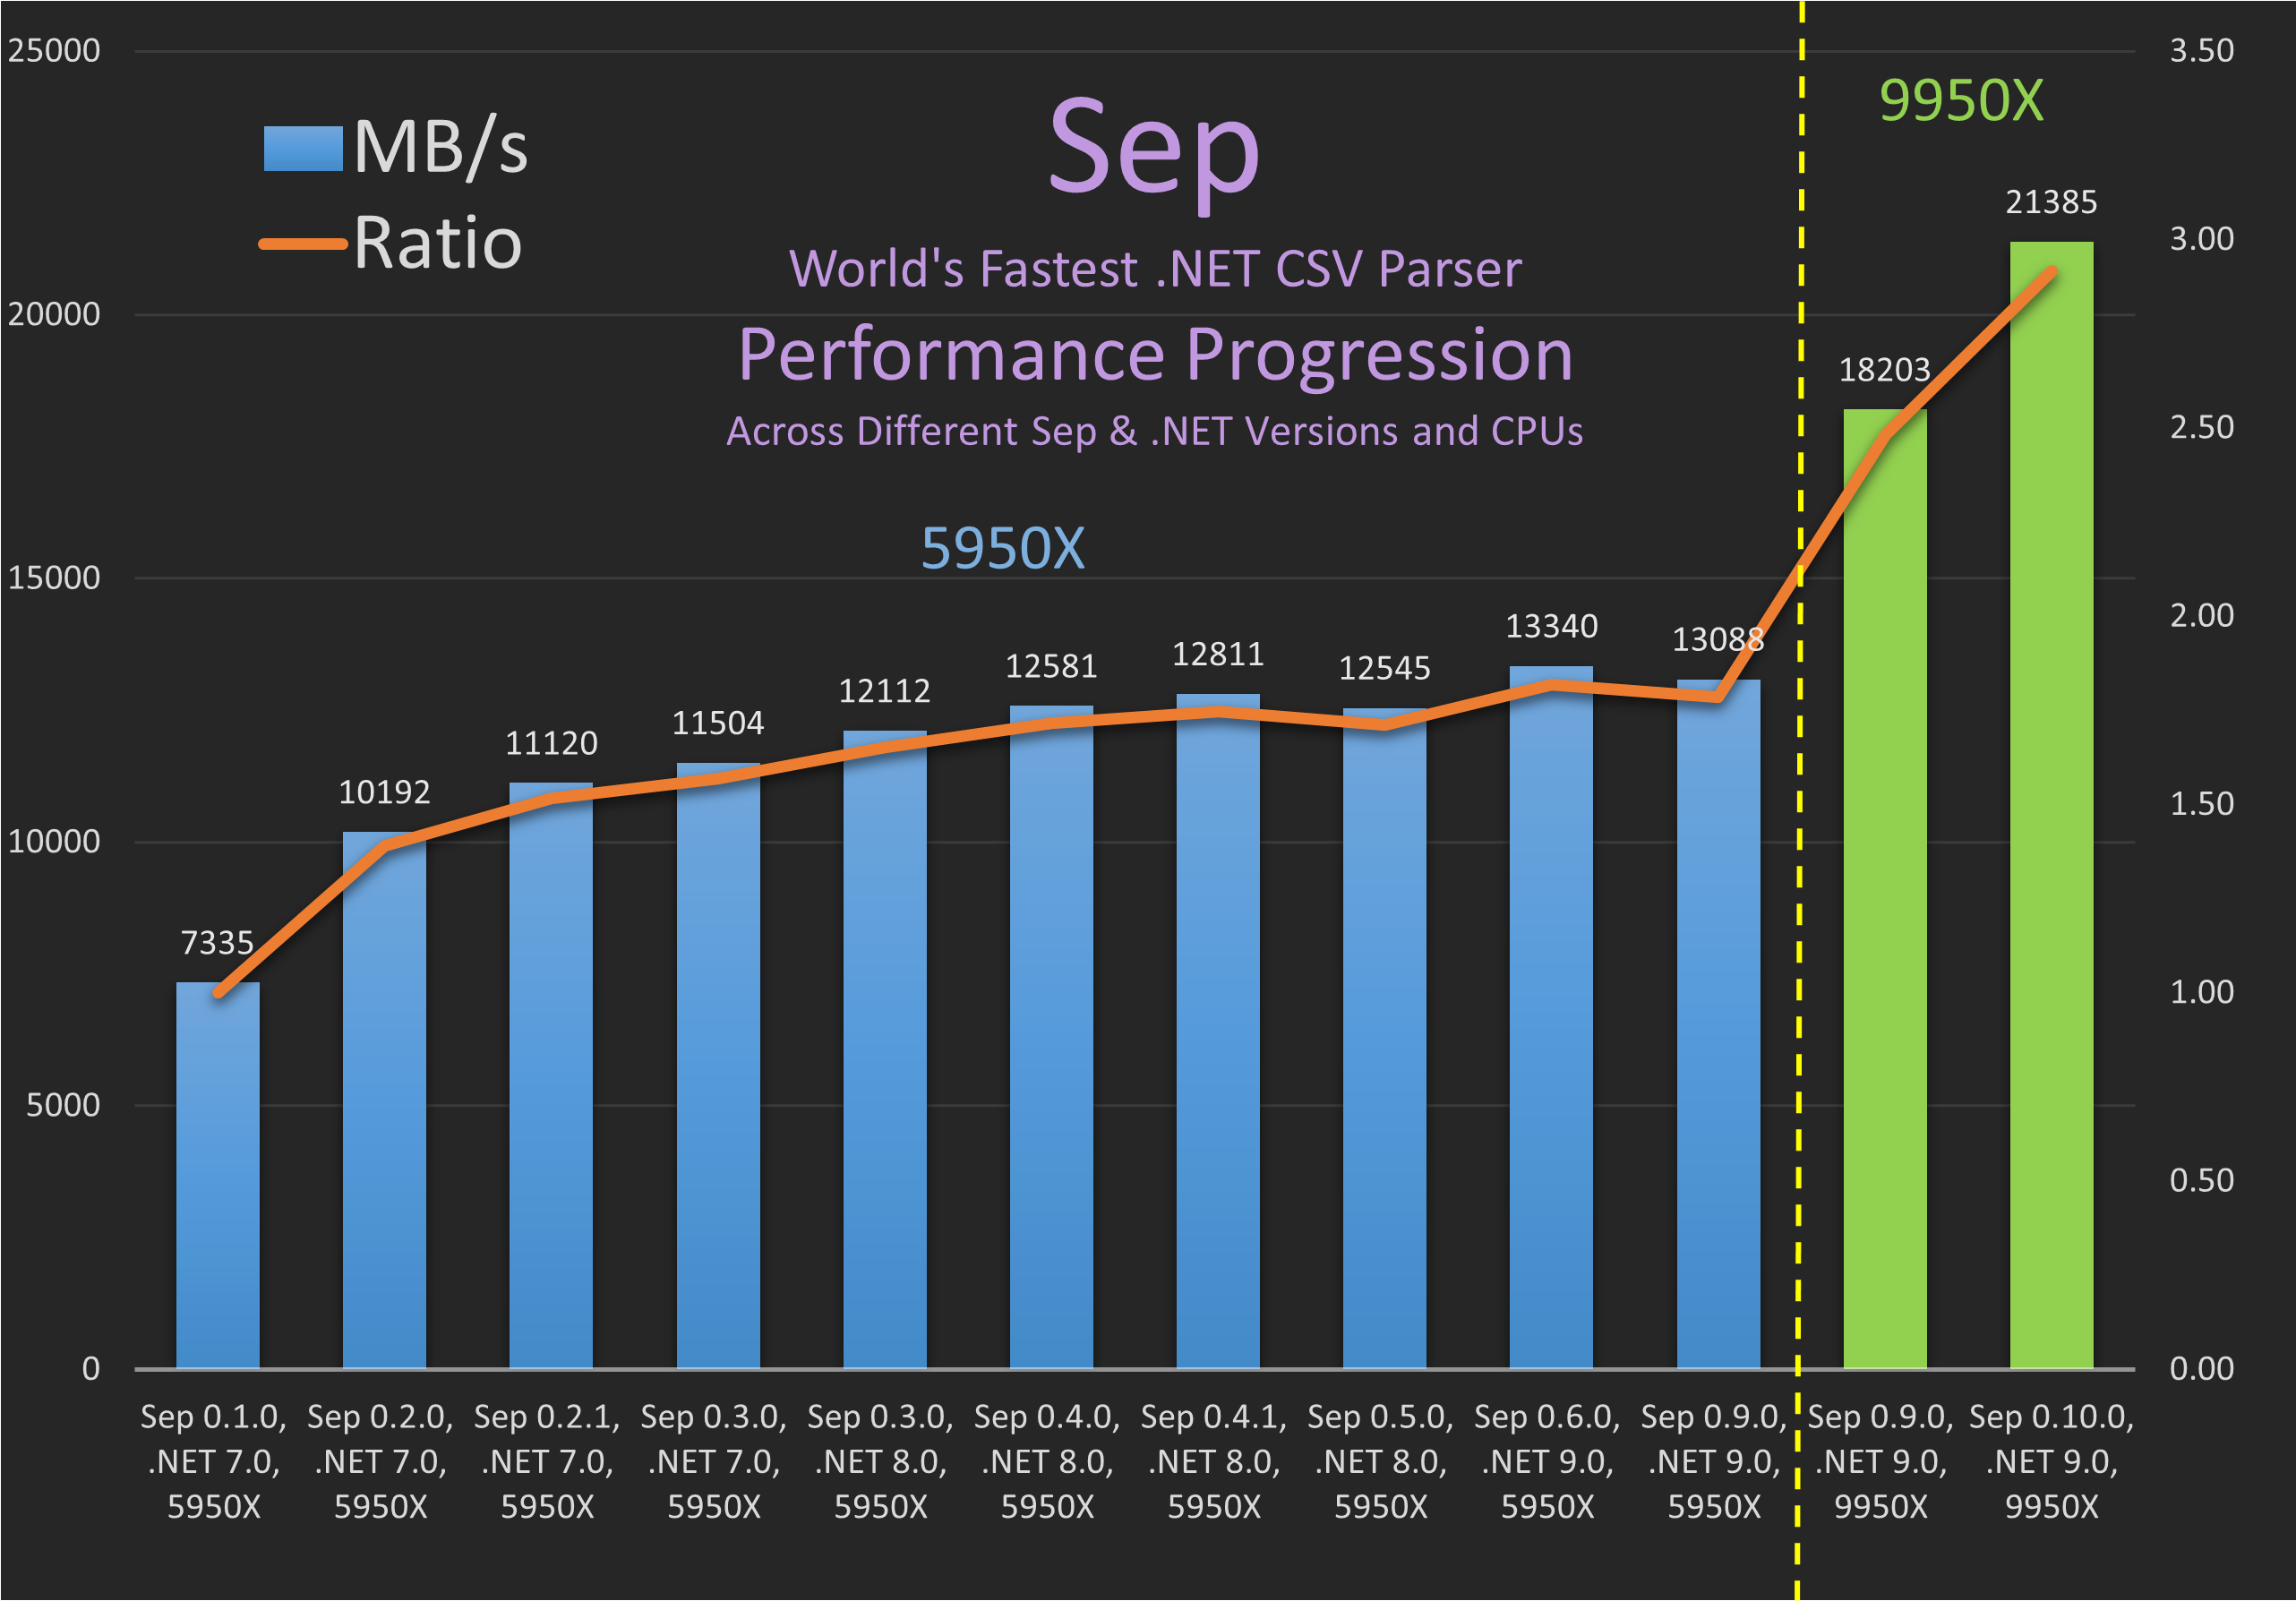 Sep
World's Fastest .NET CSV Parser
Performance Progression
Across Different Sep & .NET Versions and CPUs
MB/s
Ratio
5950X
9950X
25000
20000
15000
10000
5000
0
3.50
3.00
2.50
2.00
1.50
1.00
0.50
0.00
7335
10192
11120
11504
12112
12581
12811
12545
13340
13088
18203
21385
Sep 0.1.0,
.NET 7.0,
5950X
Sep 0.2.0,
.NET 7.0,
5950X
Sep 0.2.1,
.NET 7.0,
5950X
Sep 0.3.0,
.NET 7.0,
5950X
Sep 0.3.0,
.NET 8.0,
5950X
Sep 0.4.0,
.NET 8.0,
5950X
Sep 0.4.1,
.NET 8.0,
5950X
Sep 0.5.0,
.NET 8.0,
5950X
Sep 0.6.0,
.NET 9.0,
5950X
Sep 0.9.0,
.NET 9.0,
5950X
Sep 0.9.0,
.NET 9.0,
9950X
Sep 0.10.0,
.NET 9.0,
9950X